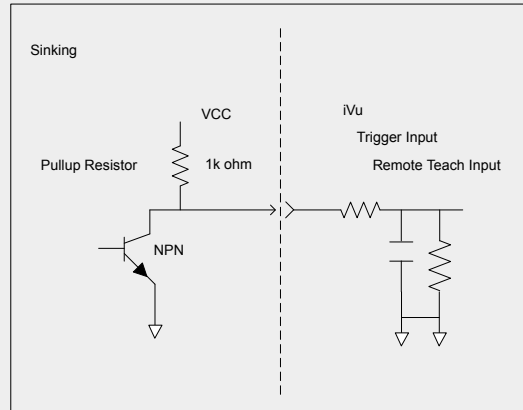 Sinking
VCC
Pullup Resistor
1k ohm
NPN
iVu
Trigger Input
Remote Teach Input